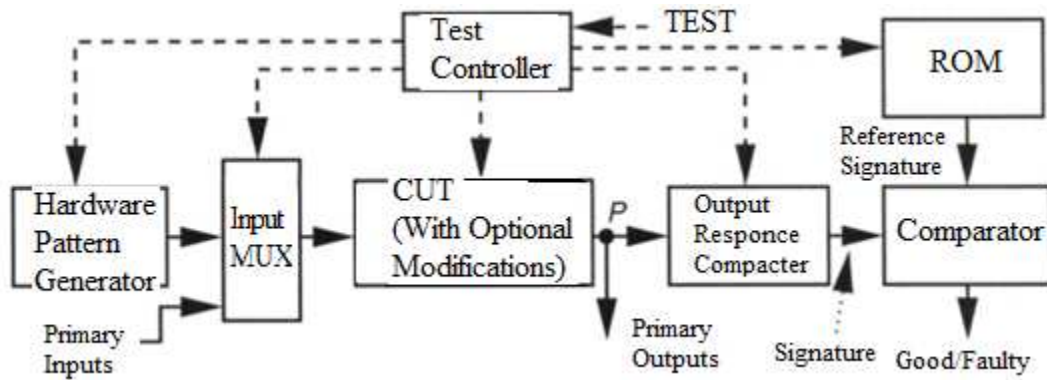 TEST
Test
Controller
ROM
Reference
Signature
Hardware
Pattern
Generator
Input
MUX
CUT
(With Optional
Modifications)
P
Output
Responce
Compacter
Comparator
Primary
Inputs
Primary
Outputs
Signature
Good/Faulty